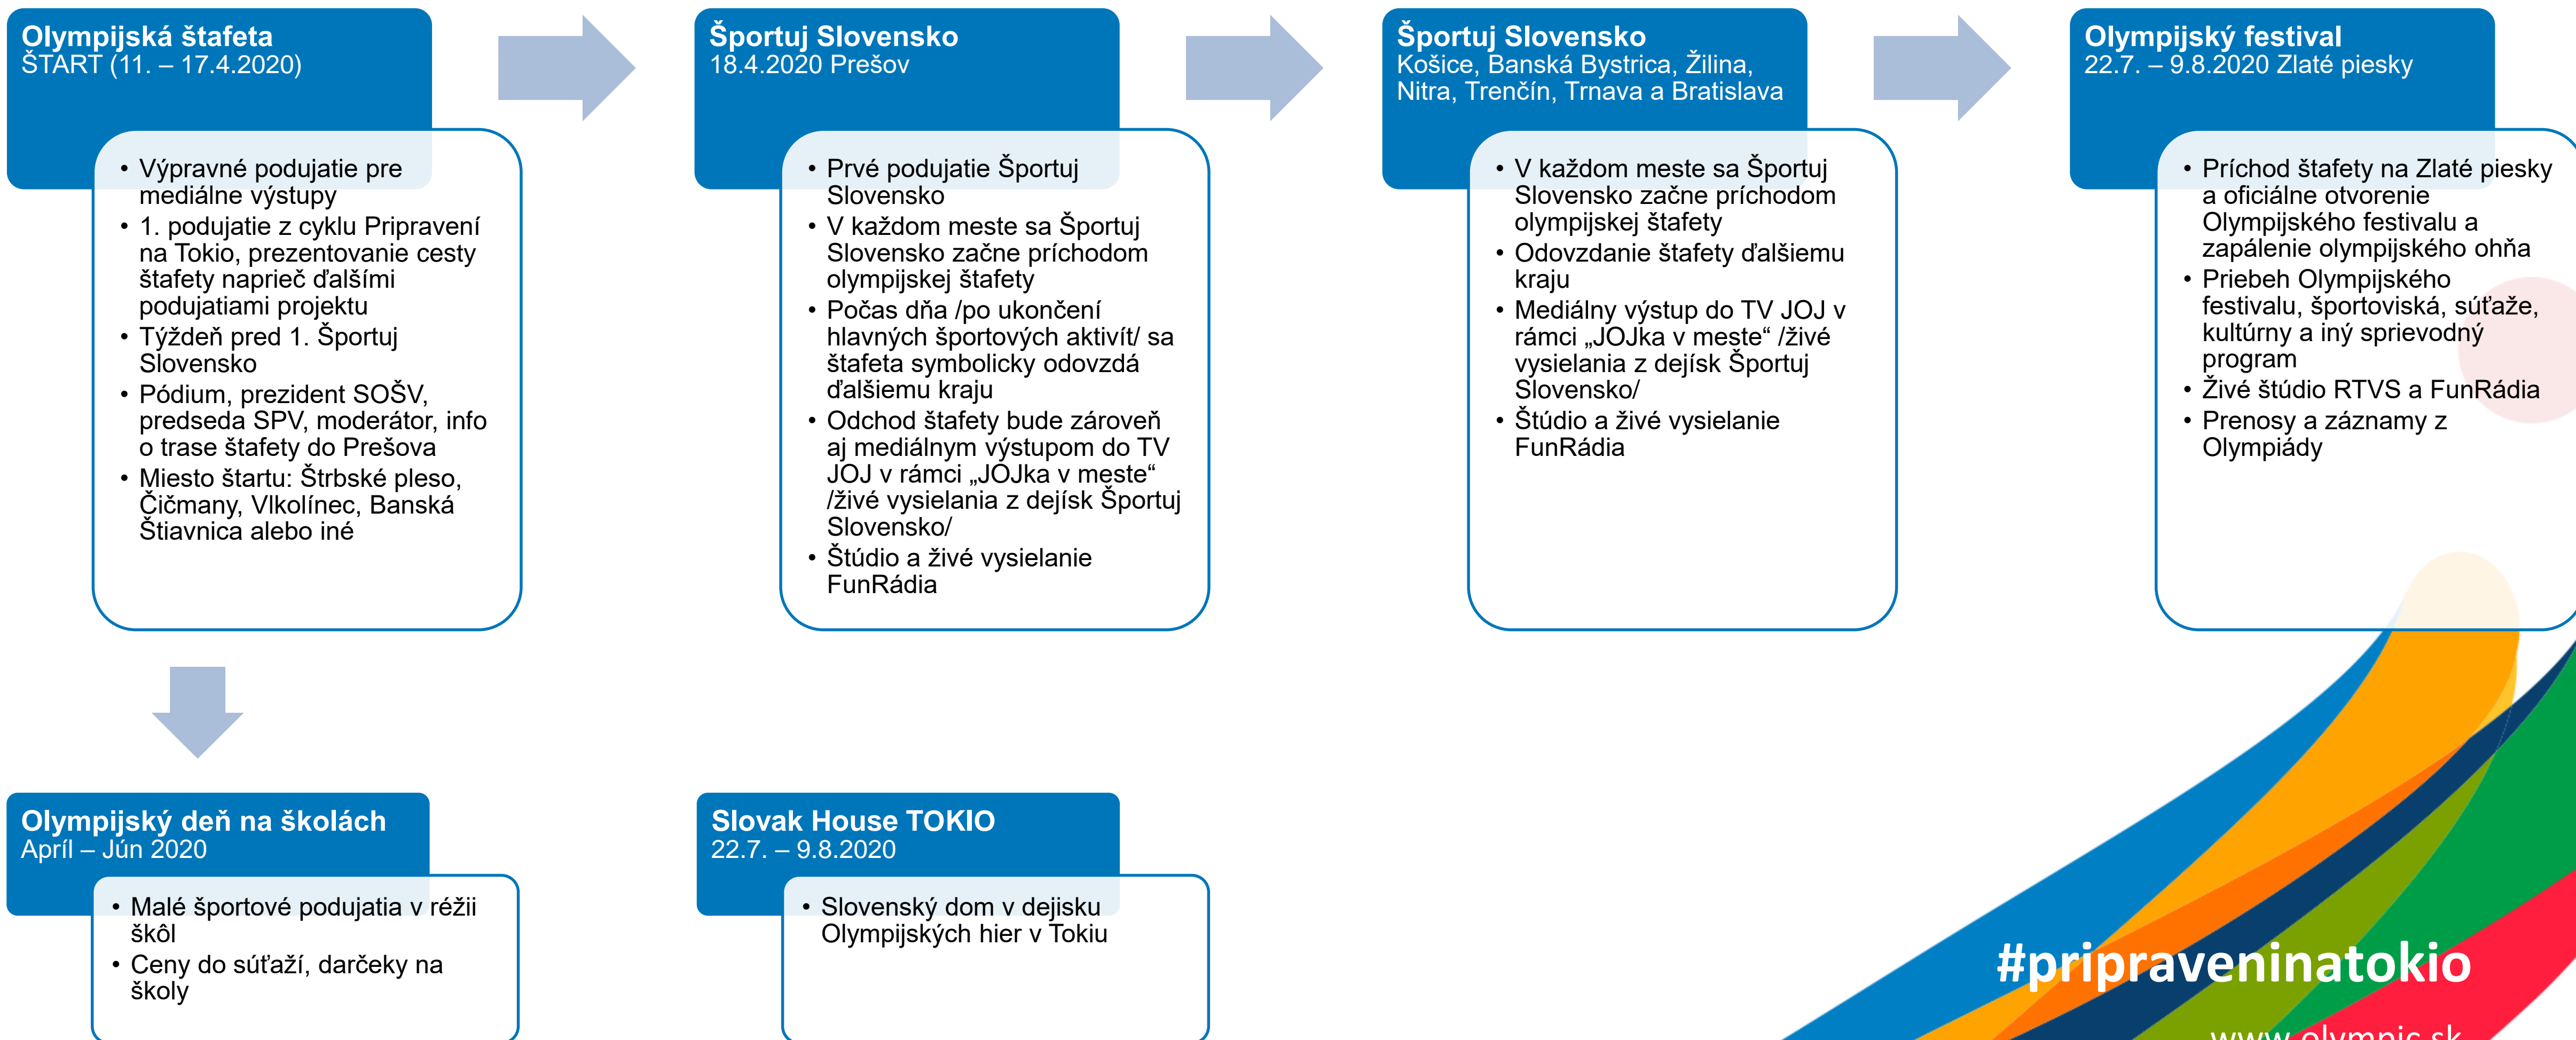 Olympijská štafeta
ŠTART (11. – 17.4.2020)
• Výpravné podujatie pre
mediálne výstupy
• 1. podujatie z cyklu Pripravení
na Tokio, prezentovanie cesty
štafety naprieč ďalšími
podujatiami projektu
• Týždeň pred 1. Športuj
Slovensko
• Pódium, prezident SOŠV,
predseda SPV, moderátor, info
o trase štafety do Prešova
• Miesto štartu: Štrbské pleso,
Čičmany, Vlkolínec, Banská
Štiavnica alebo iné
Športuj Slovensko
18.4.2020 Prešov
• Prvé podujatie Športuj
Slovensko
• V každom meste sa Športuj
Slovensko začne príchodom
olympijskej štafety
• Počas dňa /po ukončení
hlavných športových aktivít/ sa
štafeta symbolicky odovzdá
ďalšiemu kraju
• Odchod štafety bude zároveň
aj mediálnym výstupom do TV
JOJ v rámci „JOJka v meste“
/živé vysielania z dejísk Športuj
Slovensko/
• Štúdio a živé vysielanie
FunRádia
Športuj Slovensko
Košice, Banská Bystrica, Žilina,
Nitra, Trenčín, Trnava a Bratislava
• V každom meste sa Športuj
Slovensko začne príchodom
olympijskej štafety
• Odovzdanie štafety ďalšiemu
kraju
• Mediálny výstup do TV JOJ v
rámci „JOJka v meste“ /živé
vysielania z dejísk Športuj
Slovensko/
• Štúdio a živé vysielanie
FunRádia
Olympijský festival
22.7. – 9.8.2020 Zlaté piesky
• Príchod štafety na Zlaté piesky
a oficiálne otvorenie
Olympijského festivalu a
zapálenie olympijského ohňa
• Priebeh Olympijského
festivalu, športoviská, súťaže,
kultúrny a iný sprievodný
program
• Živé štúdio RTVS a FunRádia
• Prenosy a záznamy z
Olympiády
Olympijský deň na školách
Apríl – Jún 2020
• Malé športové podujatia v réžii
škôl
• Ceny do súťaží, darčeky na
školy
Slovak House TOKIO
22.7. – 9.8.2020
• Slovenský dom v dejisku
Olympijských hier v Tokiu
#pripraveninatokio
www.olympic.sk